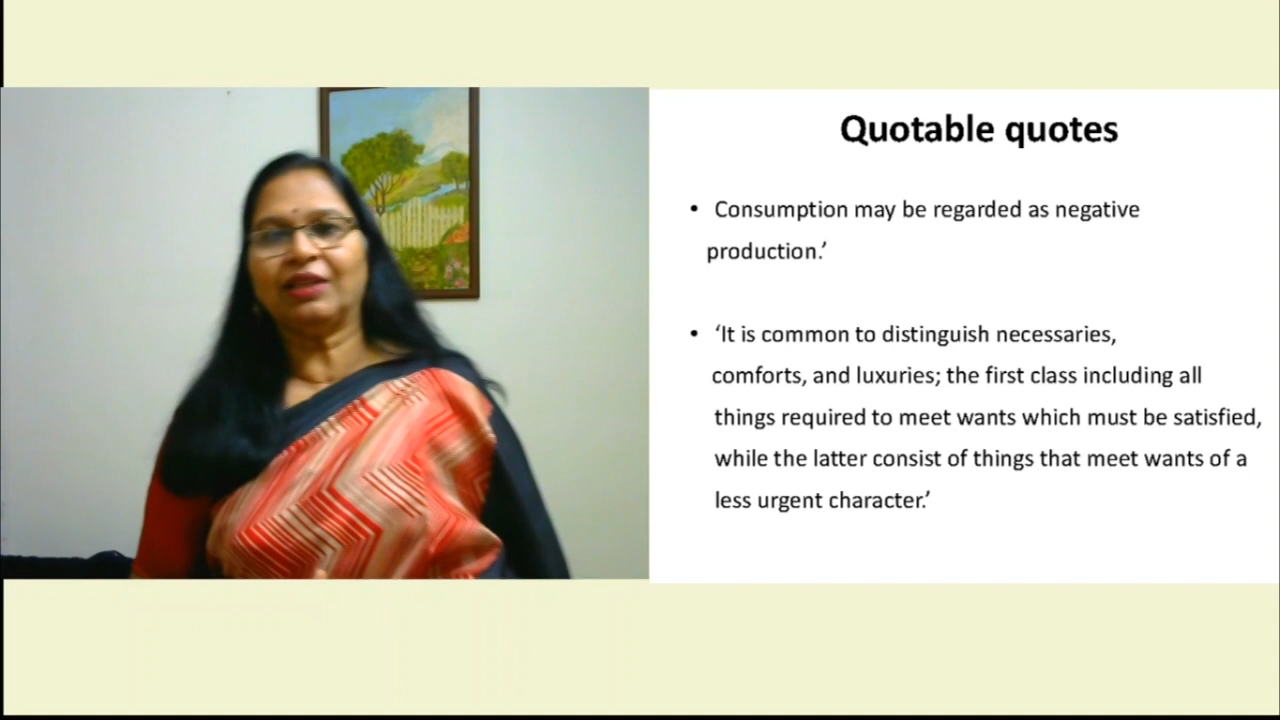 Quotable quotes
• Consumption may be regarded as negative
production.’
• ‘It is common to distinguish necessaries,
comforts, and luxuries; the first class including all
things required to meet wants which must be satisfied,
while the latter consist of things that meet wants of a
less urgent character.’